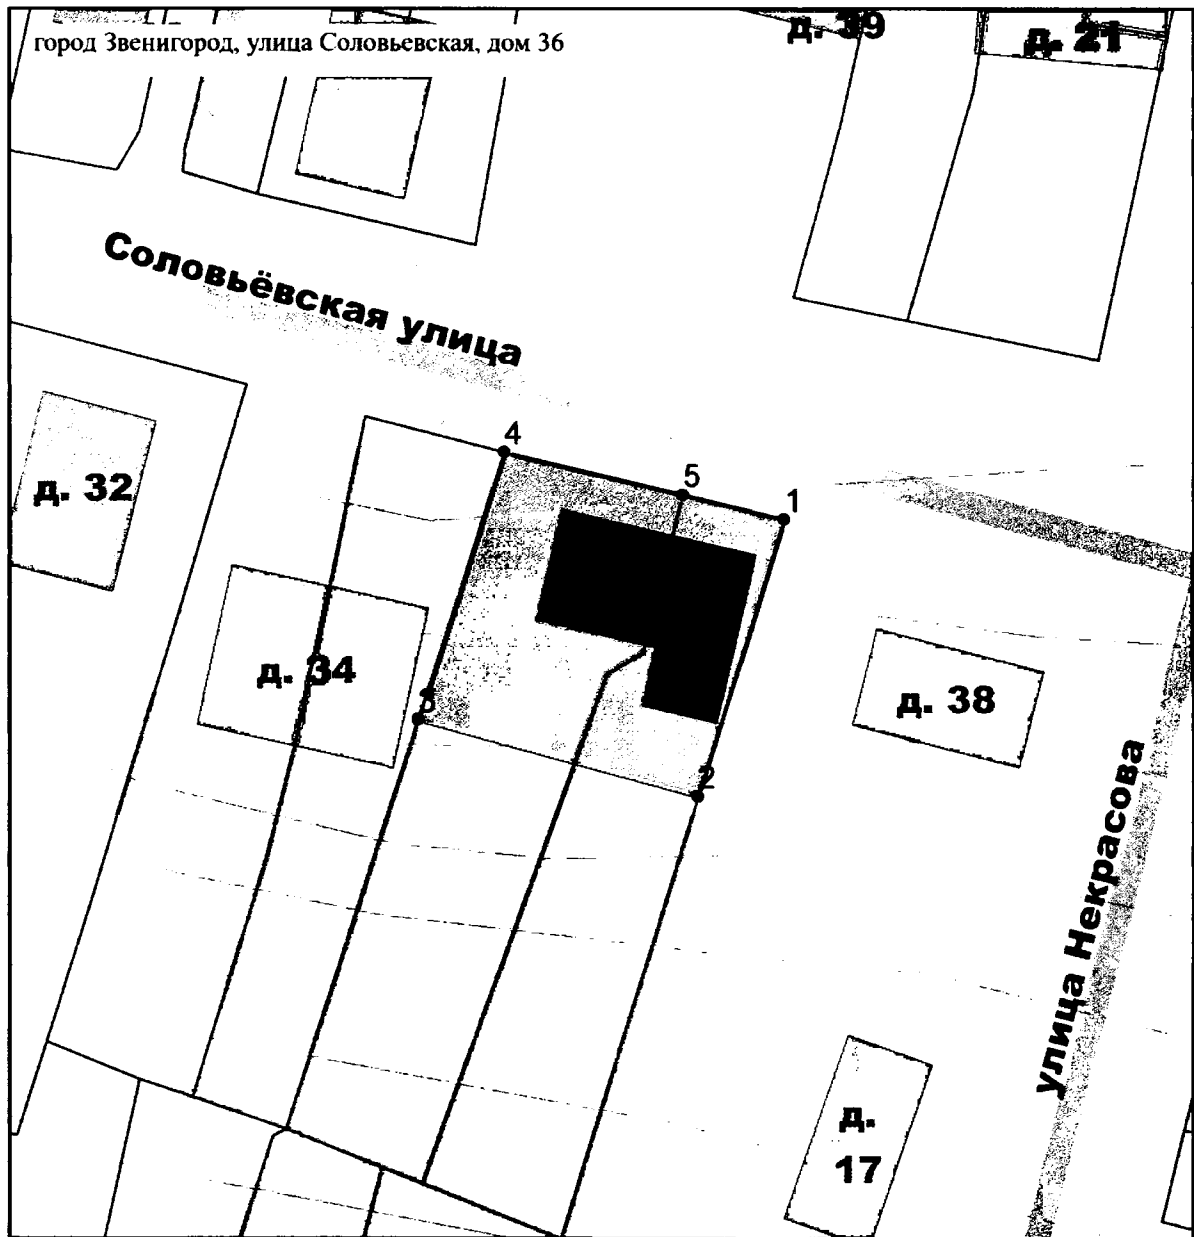 город Звенигород, улица Соловьевская, дом 36
д. 39
д. 21
Соловьёвская улица
4
5
1
д. 32
д. 34
3
д. 38
2
улица Некрасова
д.
17